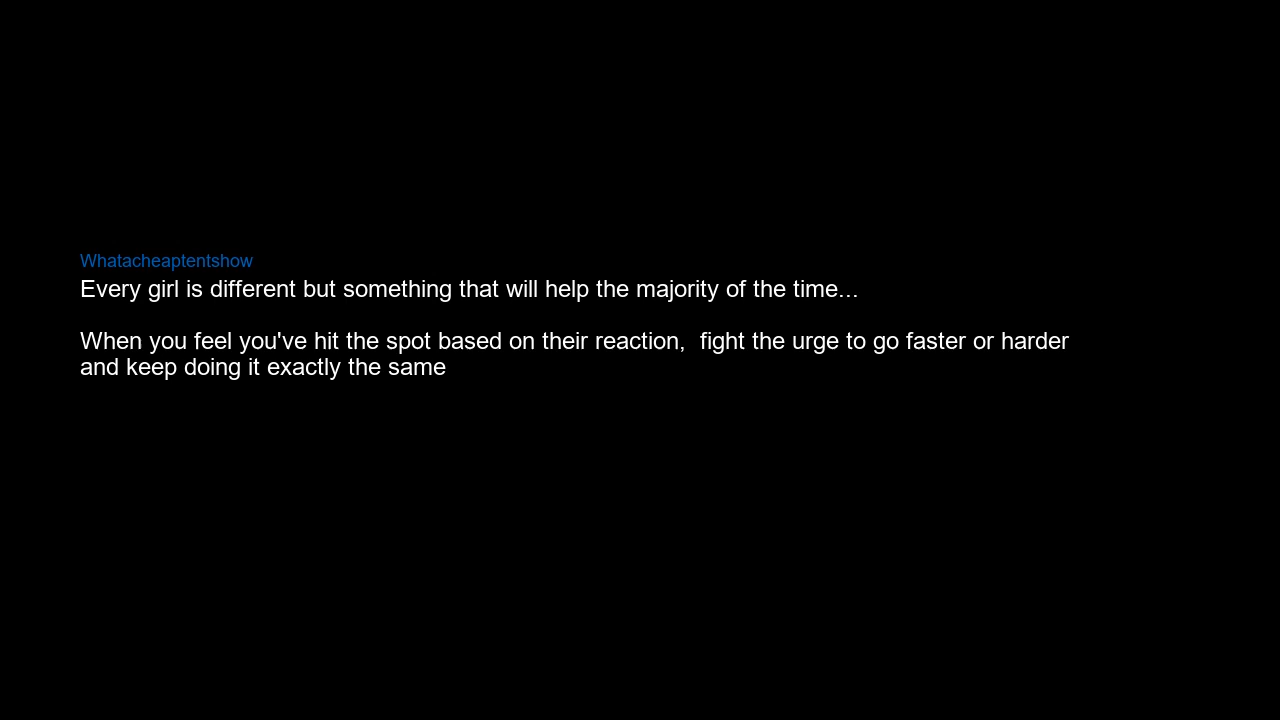 Whatacheaptentshow
Every girl is different but something that will help the majority of the time...
When you feel you've hit the spot based on their reaction,  fight the urge to go faster or harder
and keep doing it exactly the same